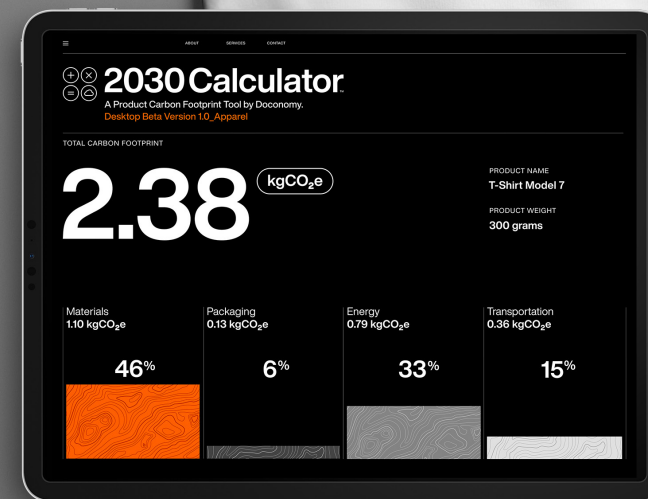 ABOUT SERVICES CONTACT
2030 Calculator™
A Product Carbon Footprint Tool by Doconomy.
Desktop Beta Version 1.0_Apparel
TOTAL CARBON FOOTPRINT
2.38 kgCO₂e
PRODUCT NAME
T-Shirt Model 7
PRODUCT WEIGHT
300 grams
Materials
1.10 kgCO₂e
46%
Packaging
0.13 kgCO₂e
6%
Energy
0.79 kgCO₂e
33%
Transportation
0.36 kgCO₂e
15%